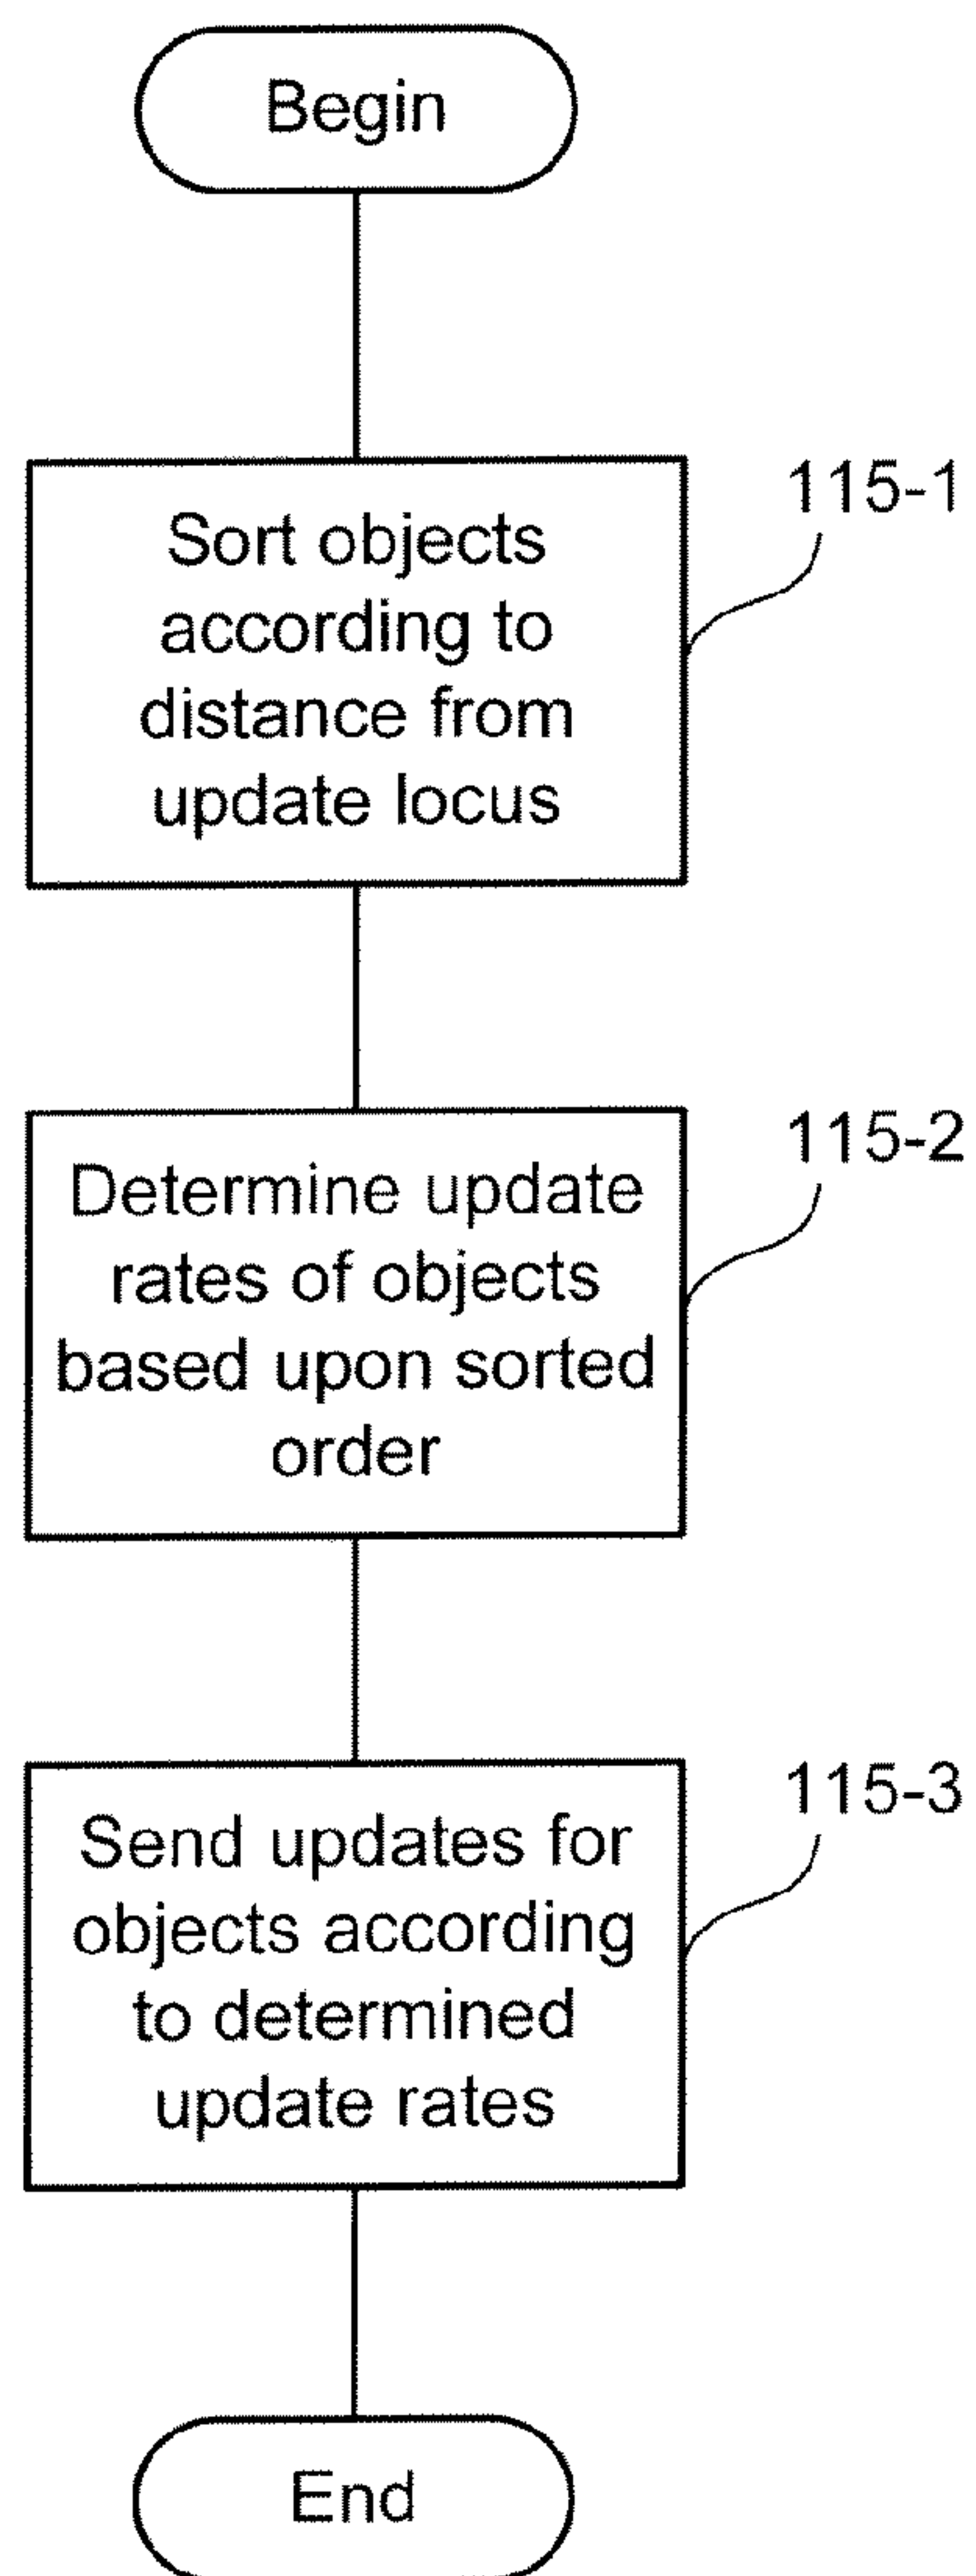 Begin
115-1
Sort objects
according to
distance from
update locus
115-2
Determine update
rates of objects
based upon sorted
order
115-3
Send updates for
objects according
to determined
update rates
End